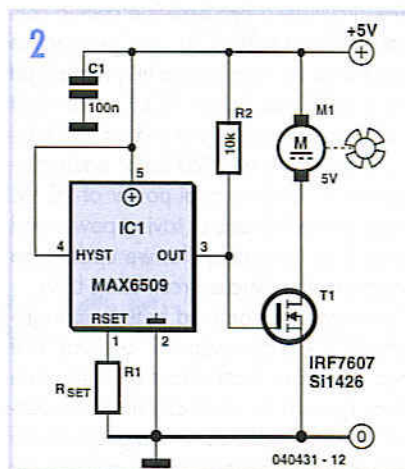 2
+5V
C1
100n
R2
10k
M1
M
5V
5
IC1
4
HYST
OUT
3
MAX6509
RSET
1
2
T1
RSET
R1
IRF7607
Si1426
0
040431 - 12